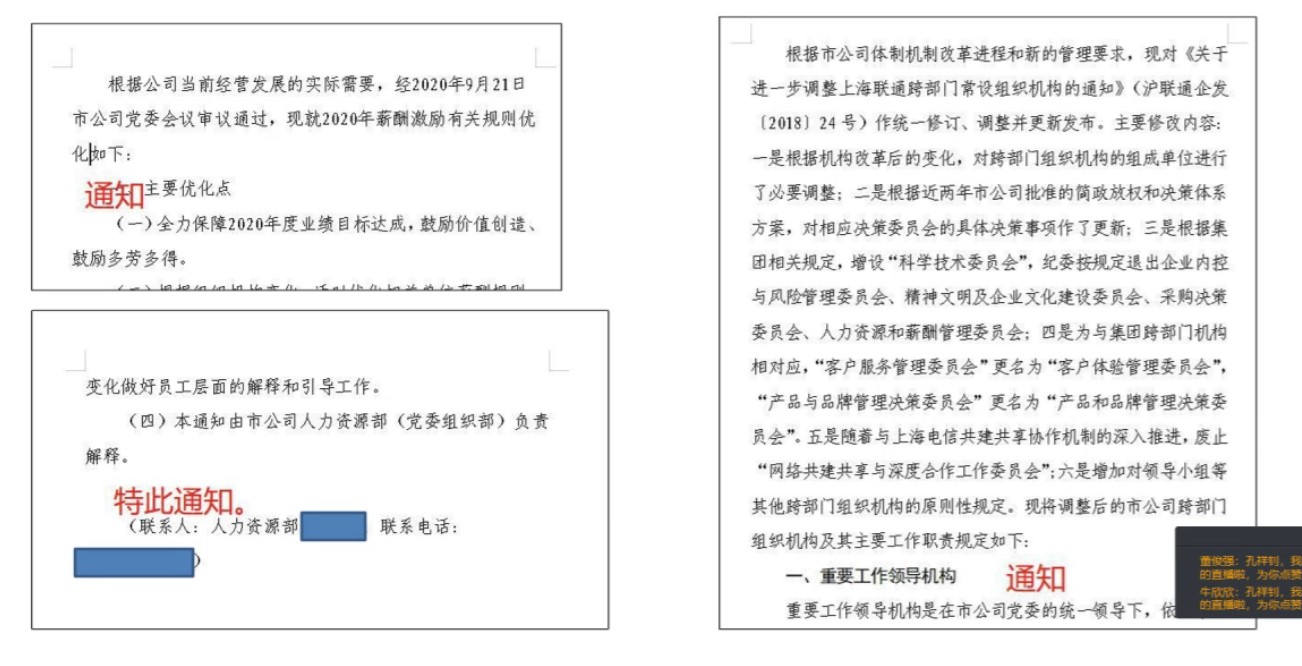 根据公司当前经营发展的实际需要，经2020年9月21日
市公司党委会议审议通过，现就2020年薪酬激励有关规则优
化如下：
通知
主要优化点
（一）全力保障2020年度业绩目标达成，鼓励价值创造、
鼓励多劳多得。
变化做好员工层面的解释和引导工作。
（四）本通知由市公司人力资源部（党委组织部）负责
解释。
特此通知。
（联系人：人力资源部 联系电话：
）
根据市公司体制机制改革进程和新的管理要求，现对《关于
进一步调整上海联通跨部门常设组织机构的通知》（沪联通企发
〔2018〕24号）作统一修订、调整并更新发布。主要修改内容：
一是根据机构改革后的变化，对跨部门组织机构的组成单位进行
了必要调整；二是根据近两年市公司批准的简政放权和决策体系
方案，对相应决策委员会的具体决策事项作了更新；三是根据集
团相关规定，增设“科学技术委员会”，纪委按规定退出企业内控
与风险管理委员会、精神文明及企业文化建设委员会、采购决策
委员会、人力资源和薪酬管理委员会；四是为与集团跨部门机构
相对应，“客户服务管理委员会”更名为“客户体验管理委员会”，
“产品与品牌管理决策委员会”更名为“产品和品牌管理决策委
员会”。五是随着与上海电信共建共享协作机制的深入推进，废止
“网络共建共享与深度合作工作委员会”；六是增加对领导小组等
其他跨部门组织机构的原则性规定。现将调整后的市公司跨部门
组织机构及其主要工作职责规定如下：
一、重要工作领导机构
通知
重要工作领导机构是在市公司党委的统一领导下，依
董俊强：孔祥钊，我
的直播啦，为你点赞
牛欣欣：孔祥钊，我
的直播啦，为你点赞